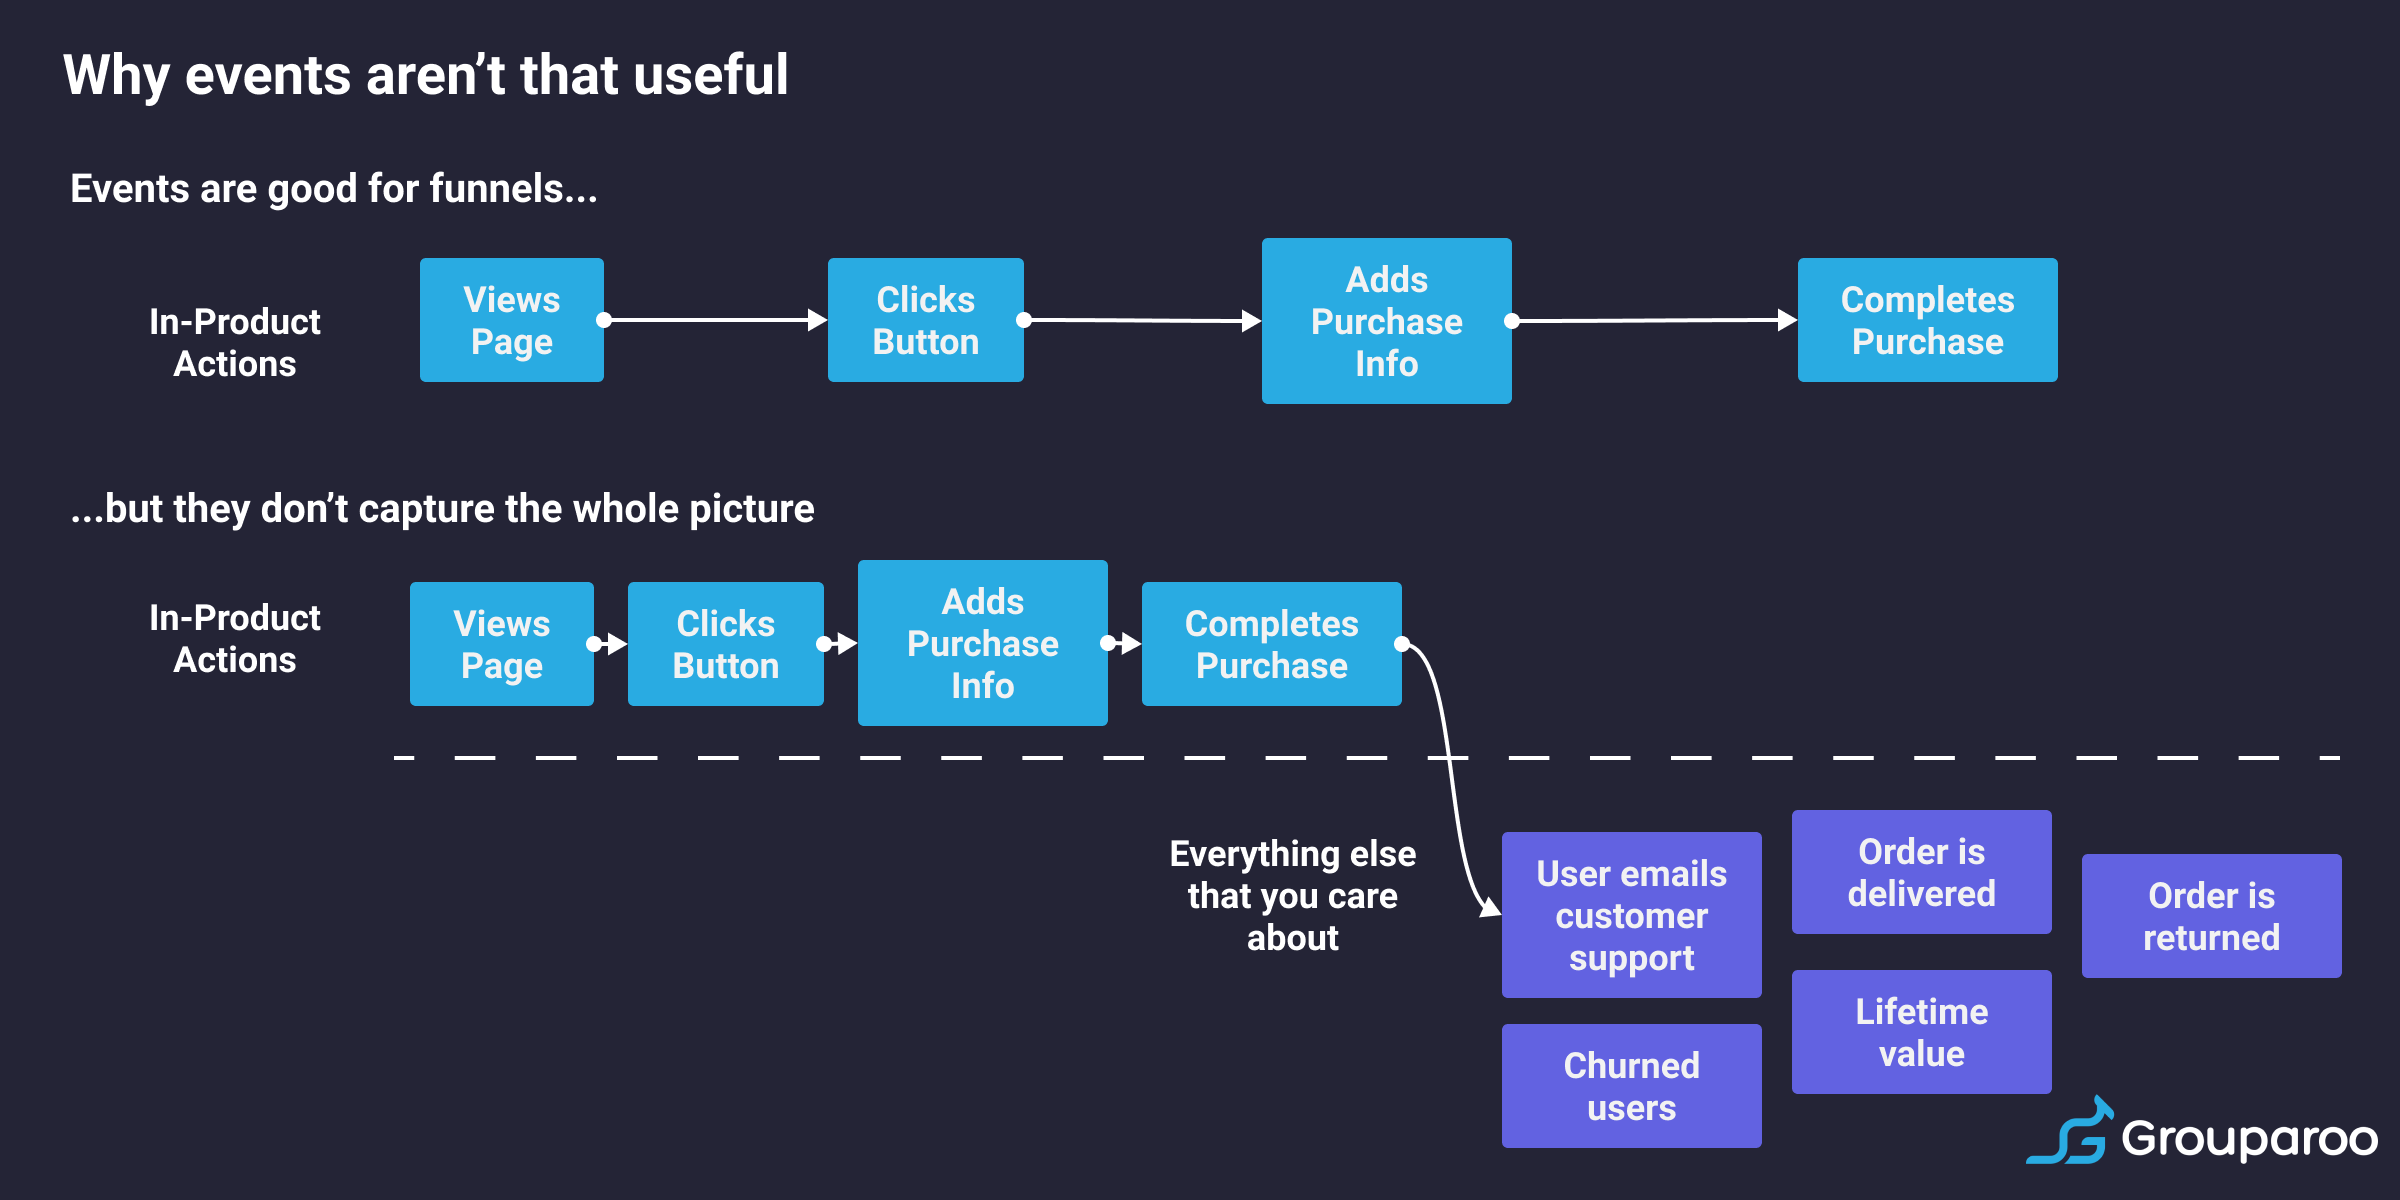 Why events aren’t that useful
Events are good for funnels...
In-Product
Actions
Views
Page
Clicks
Button
Adds
Purchase
Info
Completes
Purchase
...but they don’t capture the whole picture
In-Product
Actions
Views
Page
Clicks
Button
Adds
Purchase
Info
Completes
Purchase
Everything else
that you care
about
User emails
customer
support
Order is
delivered
Order is
returned
Churned
users
Lifetime
value
Grouparoo